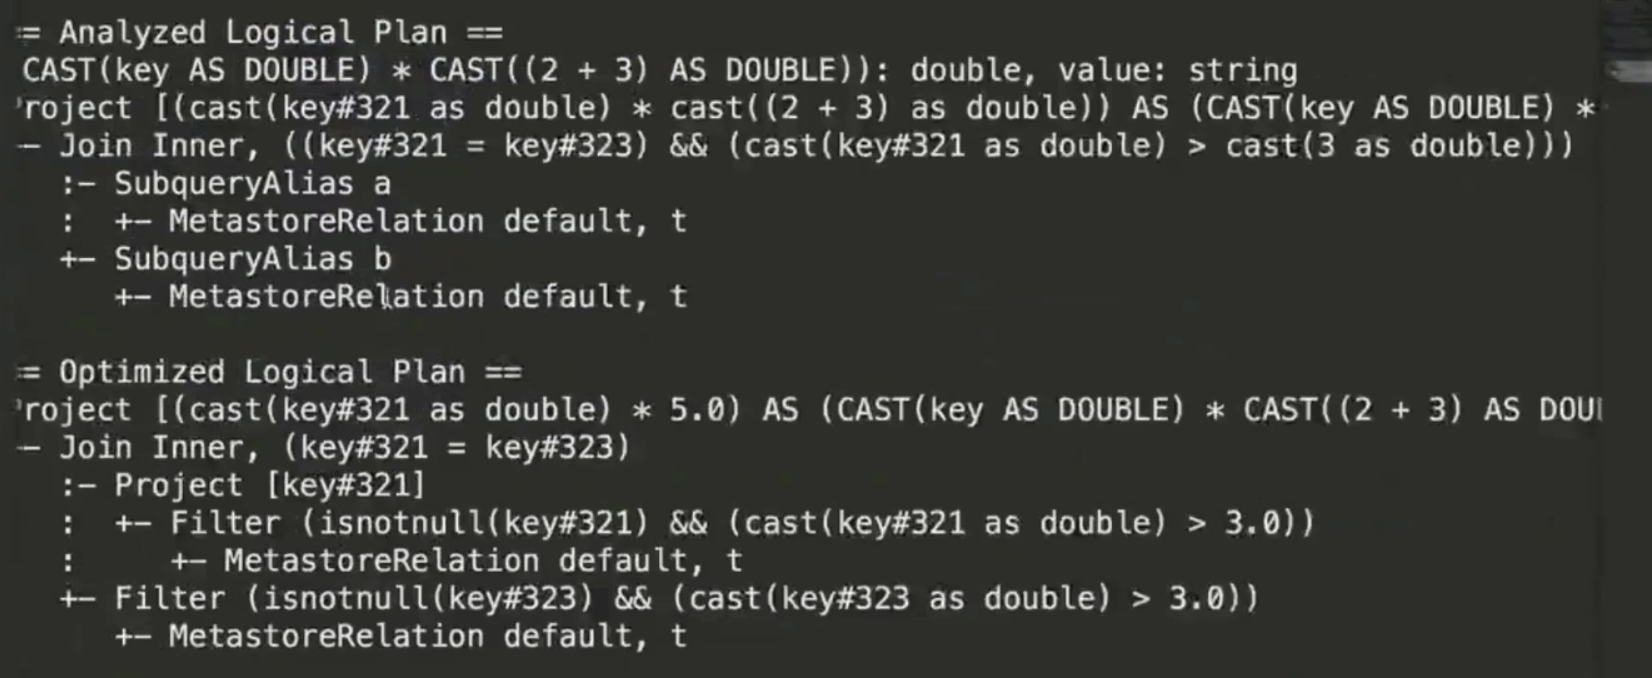 = Analyzed Logical Plan ==
CAST(key AS DOUBLE) * CAST((2 + 3) AS DOUBLE)): double, value: string
roject [(cast(key#321 as double) * cast((2 + 3) as double)) AS (CAST(key AS DOUBLE) *
— Join Inner, ((key#321 = key#323) && (cast(key#321 as double) > cast(3 as double)))
:— SubqueryAlias a
: +— MetastoreRelation default, t
+— SubqueryAlias b
+— MetastoreRelation default, t
= Optimized Logical Plan ==
roject [(cast(key#321 as double) * 5.0) AS (CAST(key AS DOUBLE) * CAST((2 + 3) AS DOU
— Join Inner, (key#321 = key#323)
:— Project [key#321]
: +— Filter (isnotnull(key#321) && (cast(key#321 as double) > 3.0))
: +— MetastoreRelation default, t
+— Filter (isnotnull(key#323) && (cast(key#323 as double) > 3.0))
+— MetastoreRelation default, t